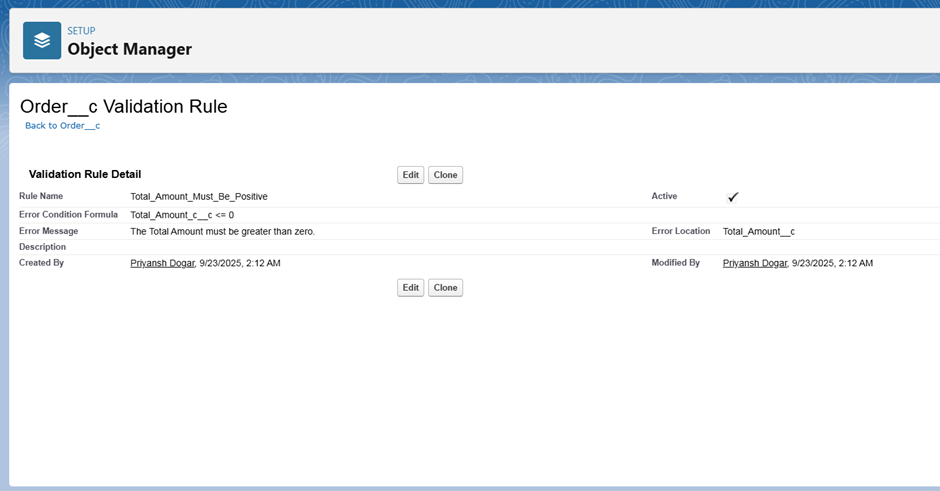 SETUP
Object Manager
Order__c Validation Rule
Back to Order__c
Validation Rule Detail Edit Clone
Rule Name Total_Amount_Must_Be_Positive Active
Error Condition Formula Total_Amount_c__c <= 0
Error Message The Total Amount must be greater than zero. Error Location Total_Amount__c
Description
Created By Priyansh Dogar, 9/23/2025, 2:12 AM Modified By Priyansh Dogar, 9/23/2025, 2:12 AM
Edit Clone